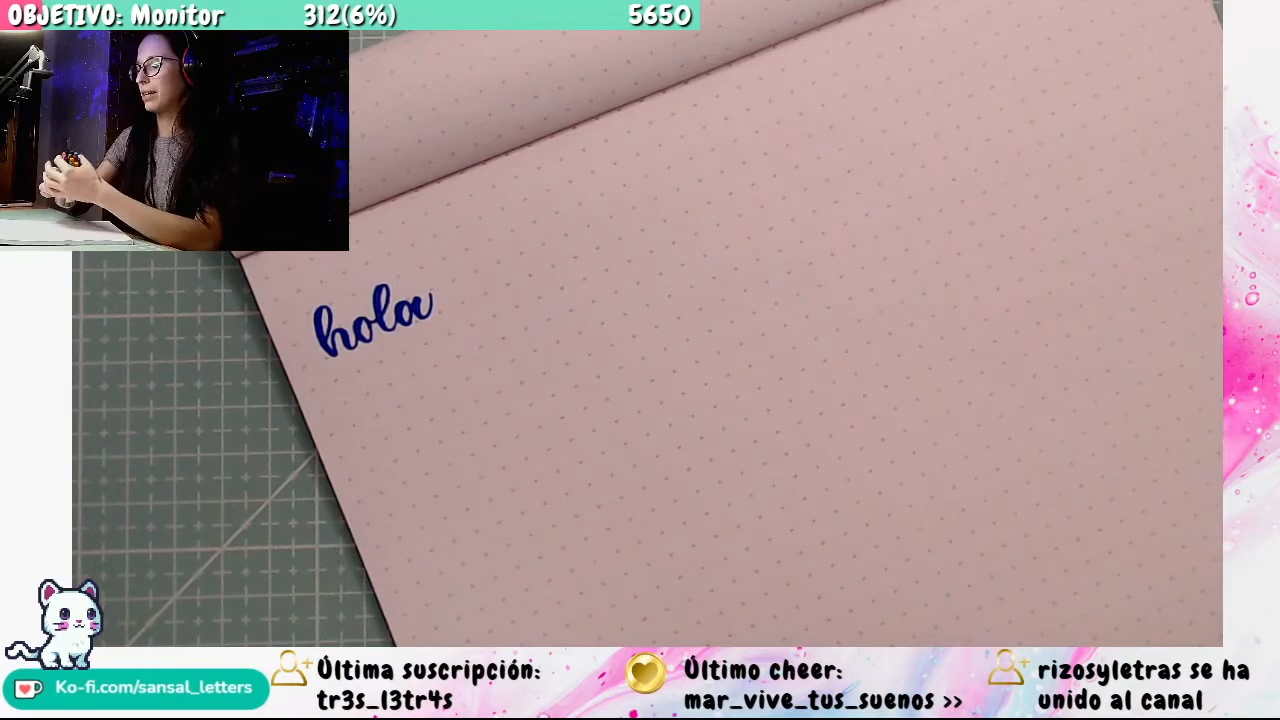 OBJETIVO: Monitor 312(6%) 5650
hola
Ko-fi.com/sansal_letters
Última suscripción:
tr3s_l3tr4s
Último cheer:
mar_vive_tus_suenos >>
rizosyletras se ha
unido al canal